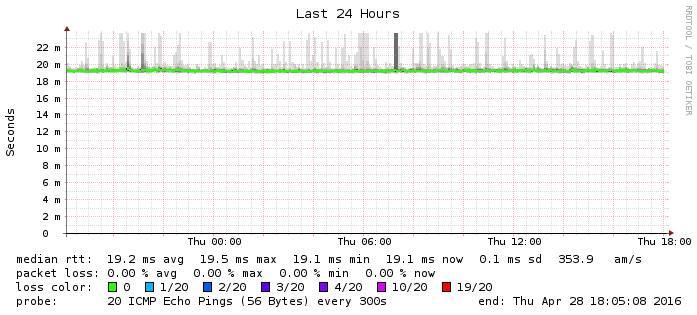 Last 24 Hours
RRDTOOL / TOBI OETIKER
Seconds
22 m
20 m
18 m
16 m
14 m
12 m
10 m
8 m
6 m
4 m
2 m
0
Thu 00:00 Thu 06:00 Thu 12:00 Thu 18:00
median rtt: 19.2 ms avg 19.5 ms max 19.1 ms min 19.1 ms now 0.1 ms sd 353.9 am/s
packet loss: 0.00 % avg 0.00 % max 0.00 % min 0.00 % now
loss color: 0 1/20 2/20 3/20 4/20 10/20 19/20
probe: 20 ICMP Echo Pings (56 Bytes) every 300s end: Thu Apr 28 18:05:08 2016